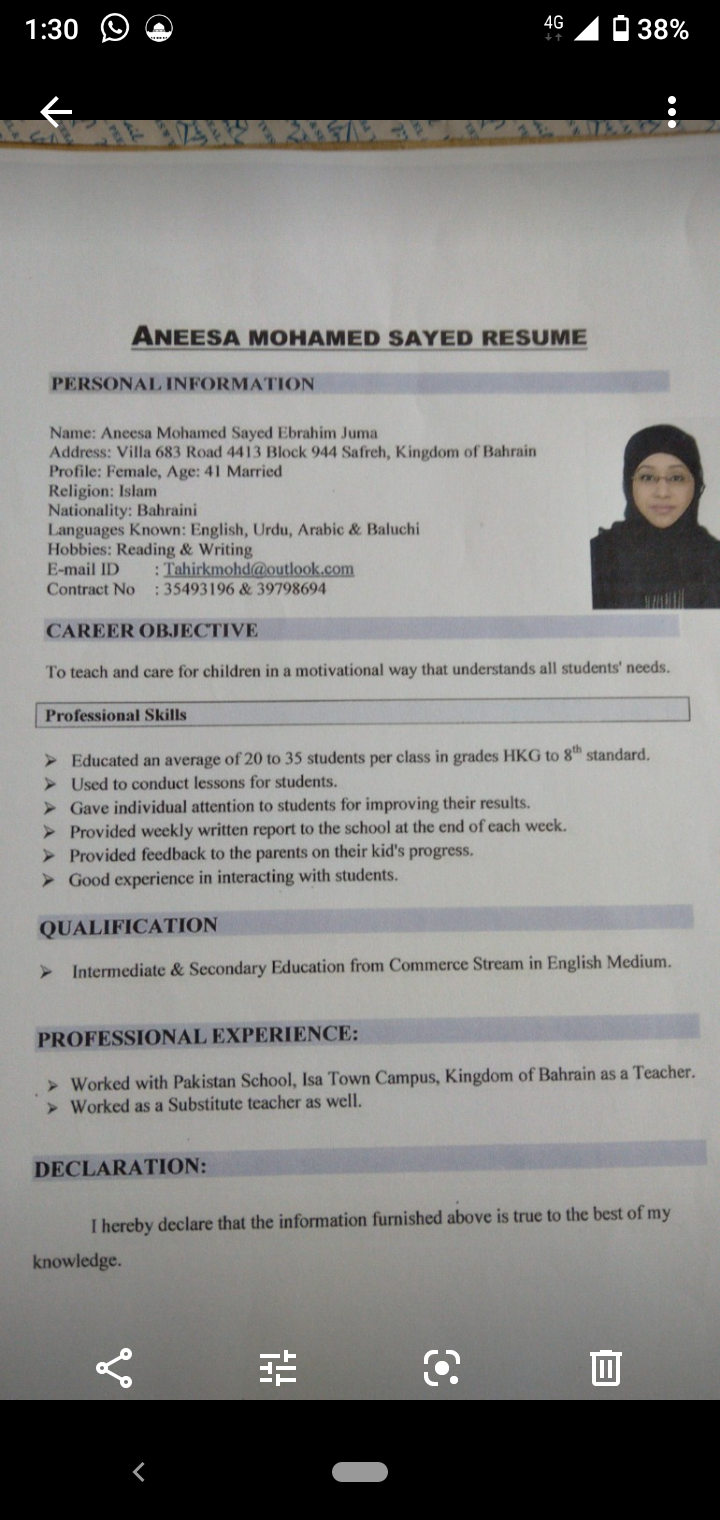 1:30
4G
38%
ANEESA MOHAMED SAYED RESUME
PERSONAL INFORMATION
Name: Aneesa Mohamed Sayed Ebrahim Juma
Address: Villa 683 Road 4413 Block 944 Safreh, Kingdom of Bahrain
Profile: Female, Age: 41 Married
Religion: Islam
Nationality: Bahraini
Languages Known: English, Urdu, Arabic & Baluchi
Hobbies: Reading & Writing
E-mail ID : Tahirkmohd@outlook.com
Contract No : 35493196 & 39798694
CAREER OBJECTIVE
To teach and care for children in a motivational way that understands all students' needs.
Professional Skills
➢ Educated an average of 20 to 35 students per class in grades HKG to 8th standard.
➢ Used to conduct lessons for students.
➢ Gave individual attention to students for improving their results.
➢ Provided weekly written report to the school at the end of each week.
➢ Provided feedback to the parents on their kid's progress.
➢ Good experience in interacting with students.
QUALIFICATION
➢ Intermediate & Secondary Education from Commerce Stream in English Medium.
PROFESSIONAL EXPERIENCE:
➢ Worked with Pakistan School, Isa Town Campus, Kingdom of Bahrain as a Teacher.
➢ Worked as a Substitute teacher as well.
DECLARATION:
I hereby declare that the information furnished above is true to the best of my
knowledge.